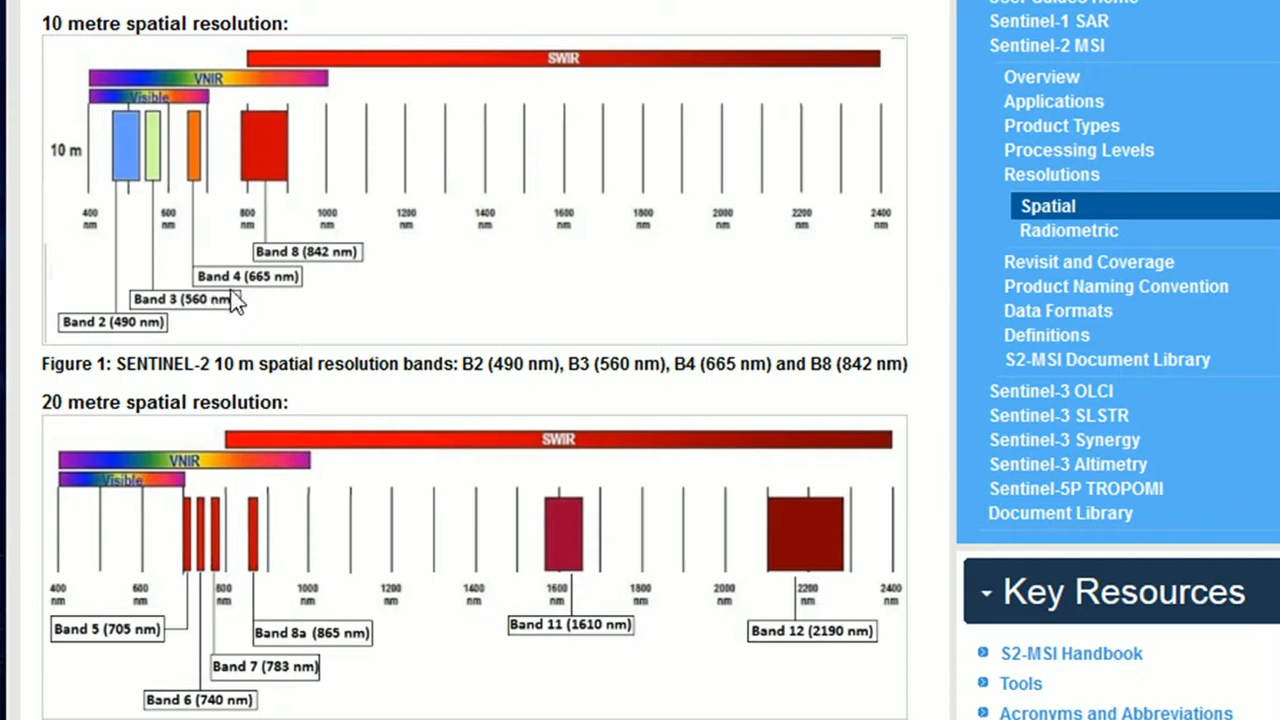 10 metre spatial resolution:
SWIR
VNIR
Visible
10 m
400 nm 600 nm 800 nm 1000 nm 1200 nm 1400 nm 1600 nm 1800 nm 2000 nm 2200 nm 2400 nm
Band 8 (842 nm)
Band 4 (665 nm)
Band 3 (560 nm
Band 2 (490 nm)
Figure 1: SENTINEL-2 10 m spatial resolution bands: B2 (490 nm), B3 (560 nm), B4 (665 nm) and B8 (842 nm)
20 metre spatial resolution:
SWIR
VNIR
Visible
400 nm 600 nm 800 nm 1000 nm 1200 nm 1400 nm 1600 nm 1800 nm 2000 nm 2200 nm 2400 nm
Band 5 (705 nm)
Band 8a (865 nm)
Band 11 (1610 nm)
Band 12 (2190 nm)
Band 7 (783 nm)
Band 6 (740 nm)
Sentinel-1 SAR
Sentinel-2 MSI
Overview
Applications
Product Types
Processing Levels
Resolutions
Spatial
Radiometric
Revisit and Coverage
Product Naming Convention
Data Formats
Definitions
S2-MSI Document Library
Sentinel-3 OLCI
Sentinel-3 SLSTR
Sentinel-3 Synergy
Sentinel-3 Altimetry
Sentinel-5P TROPOMI
Document Library
Key Resources
S2-MSI Handbook
Tools
Acronyms and Abbreviations